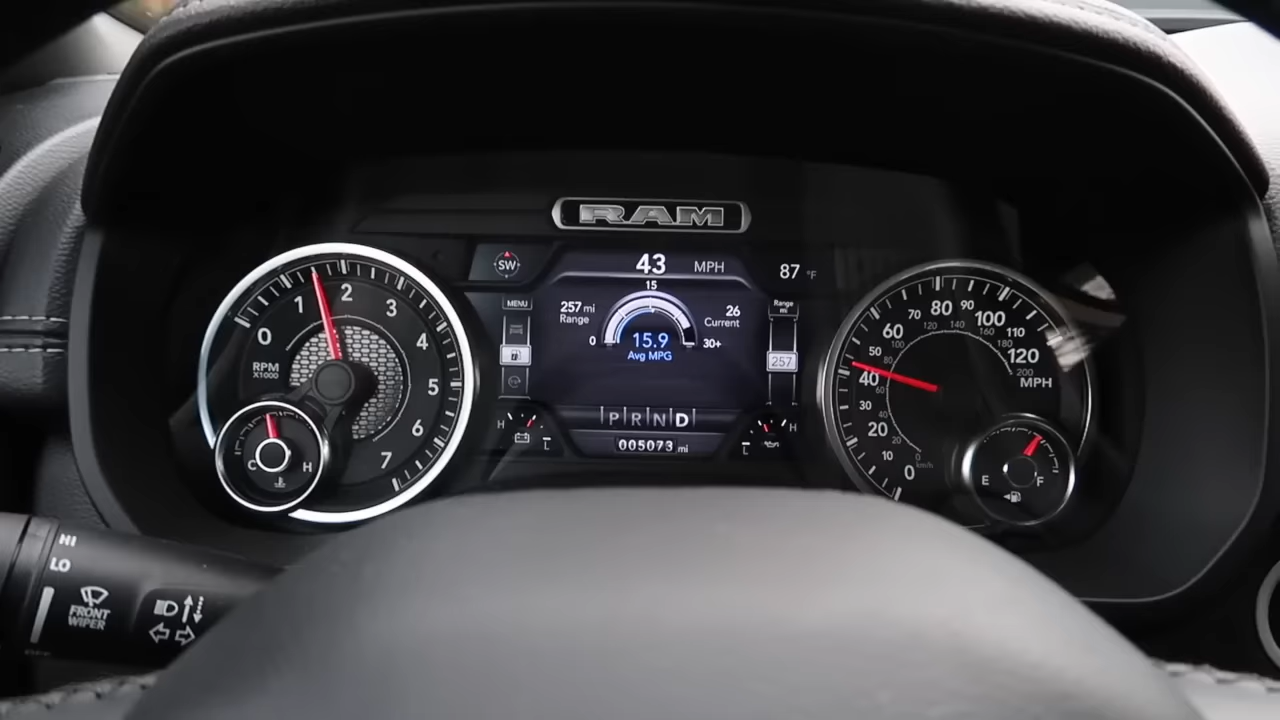 RAM
SW
43 MPH
87 °F
MENU
257 mi
Range
15
0
30+
15.9
Avg MPG
26
Current
Range
mi
257
PRND
005073 mi
H
L
L
H
0
1
2
3
4
5
6
7
RPM
X1000
C
H
0
10
20
30
40
50
60
70
80
90
100
110
120
MPH
0
km/h
20
40
60
80
100
120
140
160
180
200
E
F
HI
LO
FRONT
WIPER